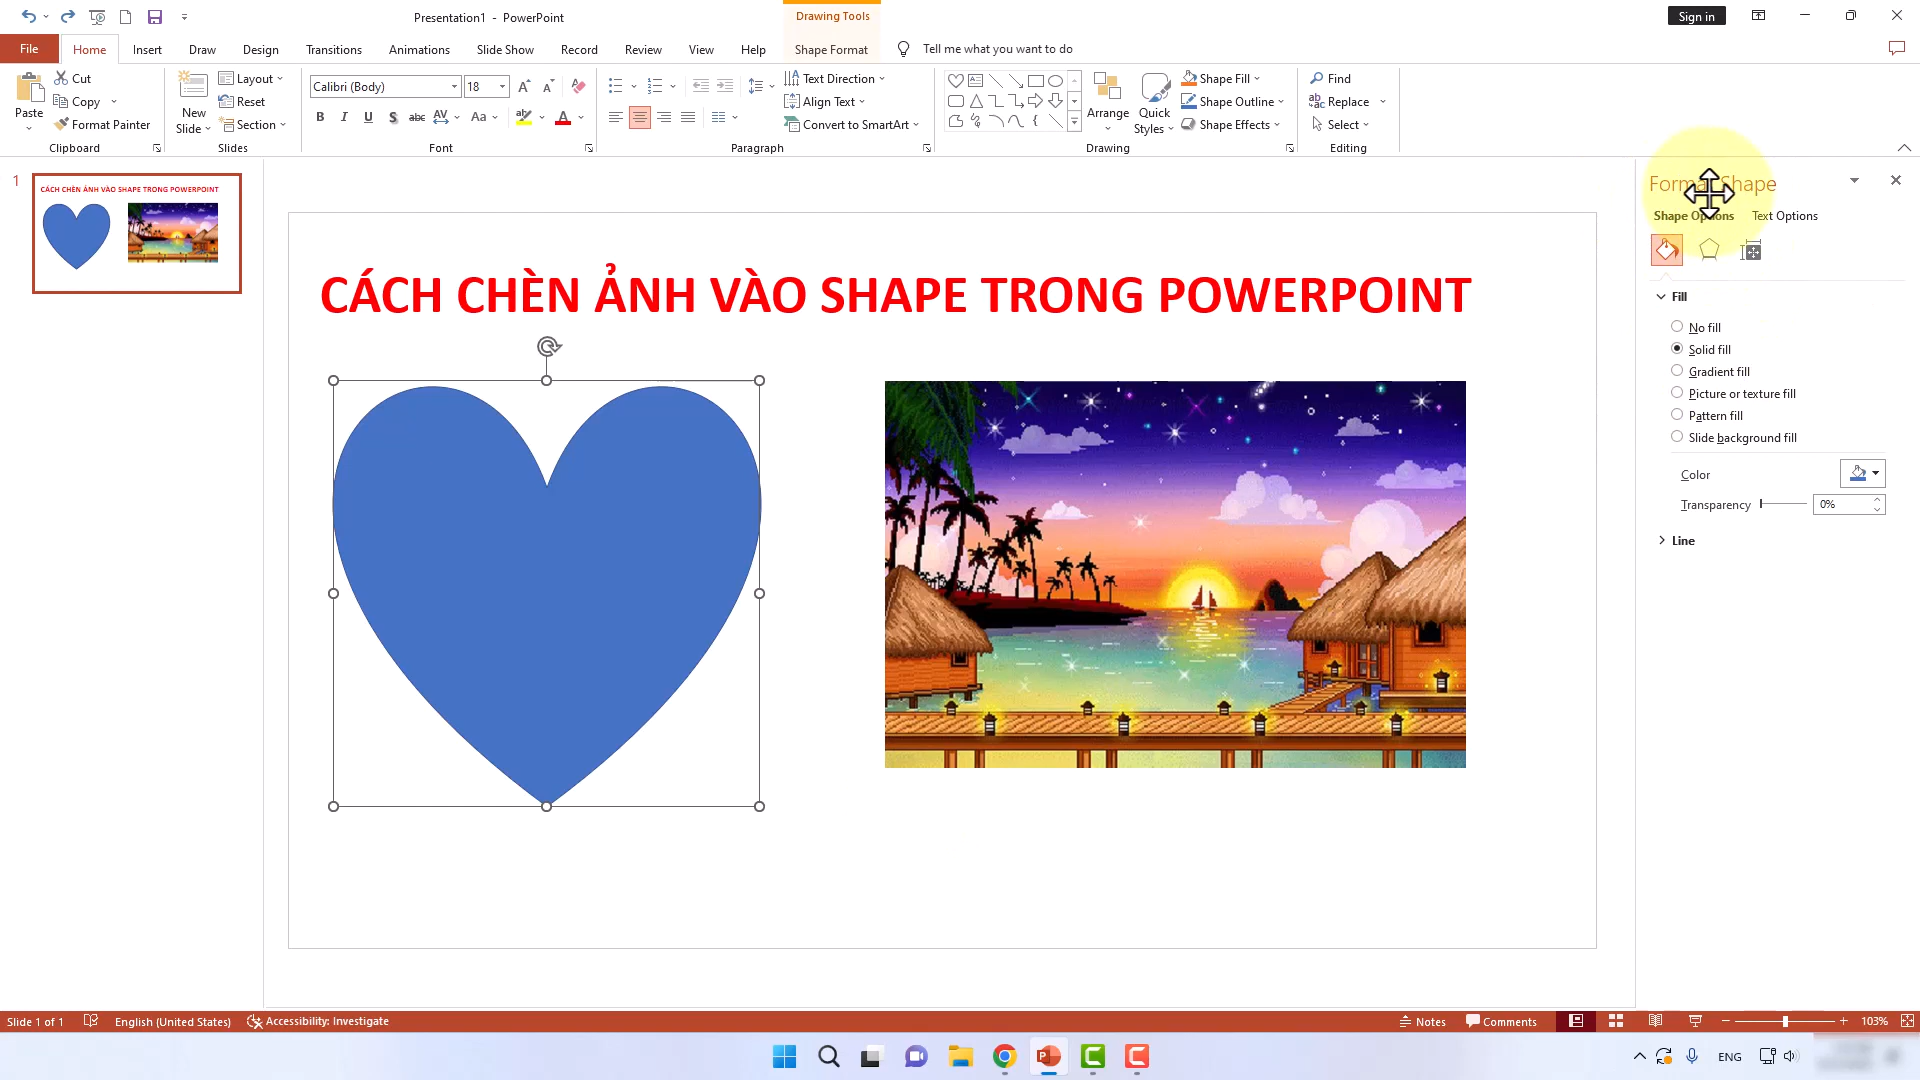 Presentation1 - PowerPoint
Drawing Tools
Sign in
File
Home
Insert
Draw
Design
Transitions
Animations
Slide Show
Record
Review
View
Help
Shape Format
Tell me what you want to do
Paste
Cut
Copy
Format Painter
Clipboard
New
Slide
Layout
Reset
Section
Slides
Calibri (Body)
18
B I U S abc AV Aa A
Font
Text Direction
Align Text
Convert to SmartArt
Paragraph
Arrange
Quick
Styles
Shape Fill
Shape Outline
Shape Effects
Drawing
Find
Replace
Select
Editing
1
CÁCH CHÈN ẢNH VÀO SHAPE TRONG POWERPOINT
CÁCH CHÈN ẢNH VÀO SHAPE TRONG POWERPOINT
Format Shape
Shape Options
Text Options
Fill
No fill
Solid fill
Gradient fill
Picture or texture fill
Pattern fill
Slide background fill
Color
Transparency
0%
Line
Slide 1 of 1
English (United States)
Accessibility: Investigate
Notes
Comments
103%
ENG